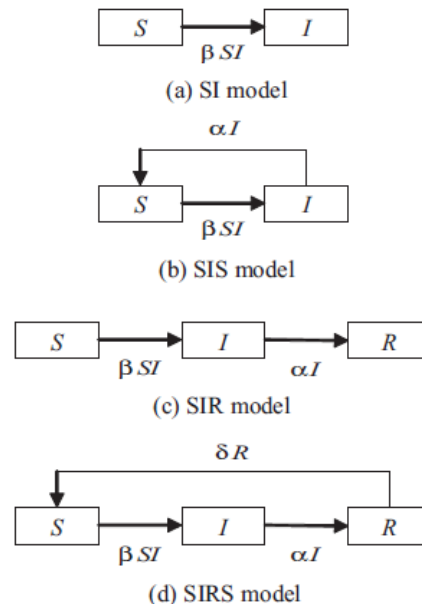 S I
β SI
(a) SI model
α I
S I
β SI
(b) SIS model
S I R
β SI α I
(c) SIR model
δ R
S I R
β SI α I
(d) SIRS model